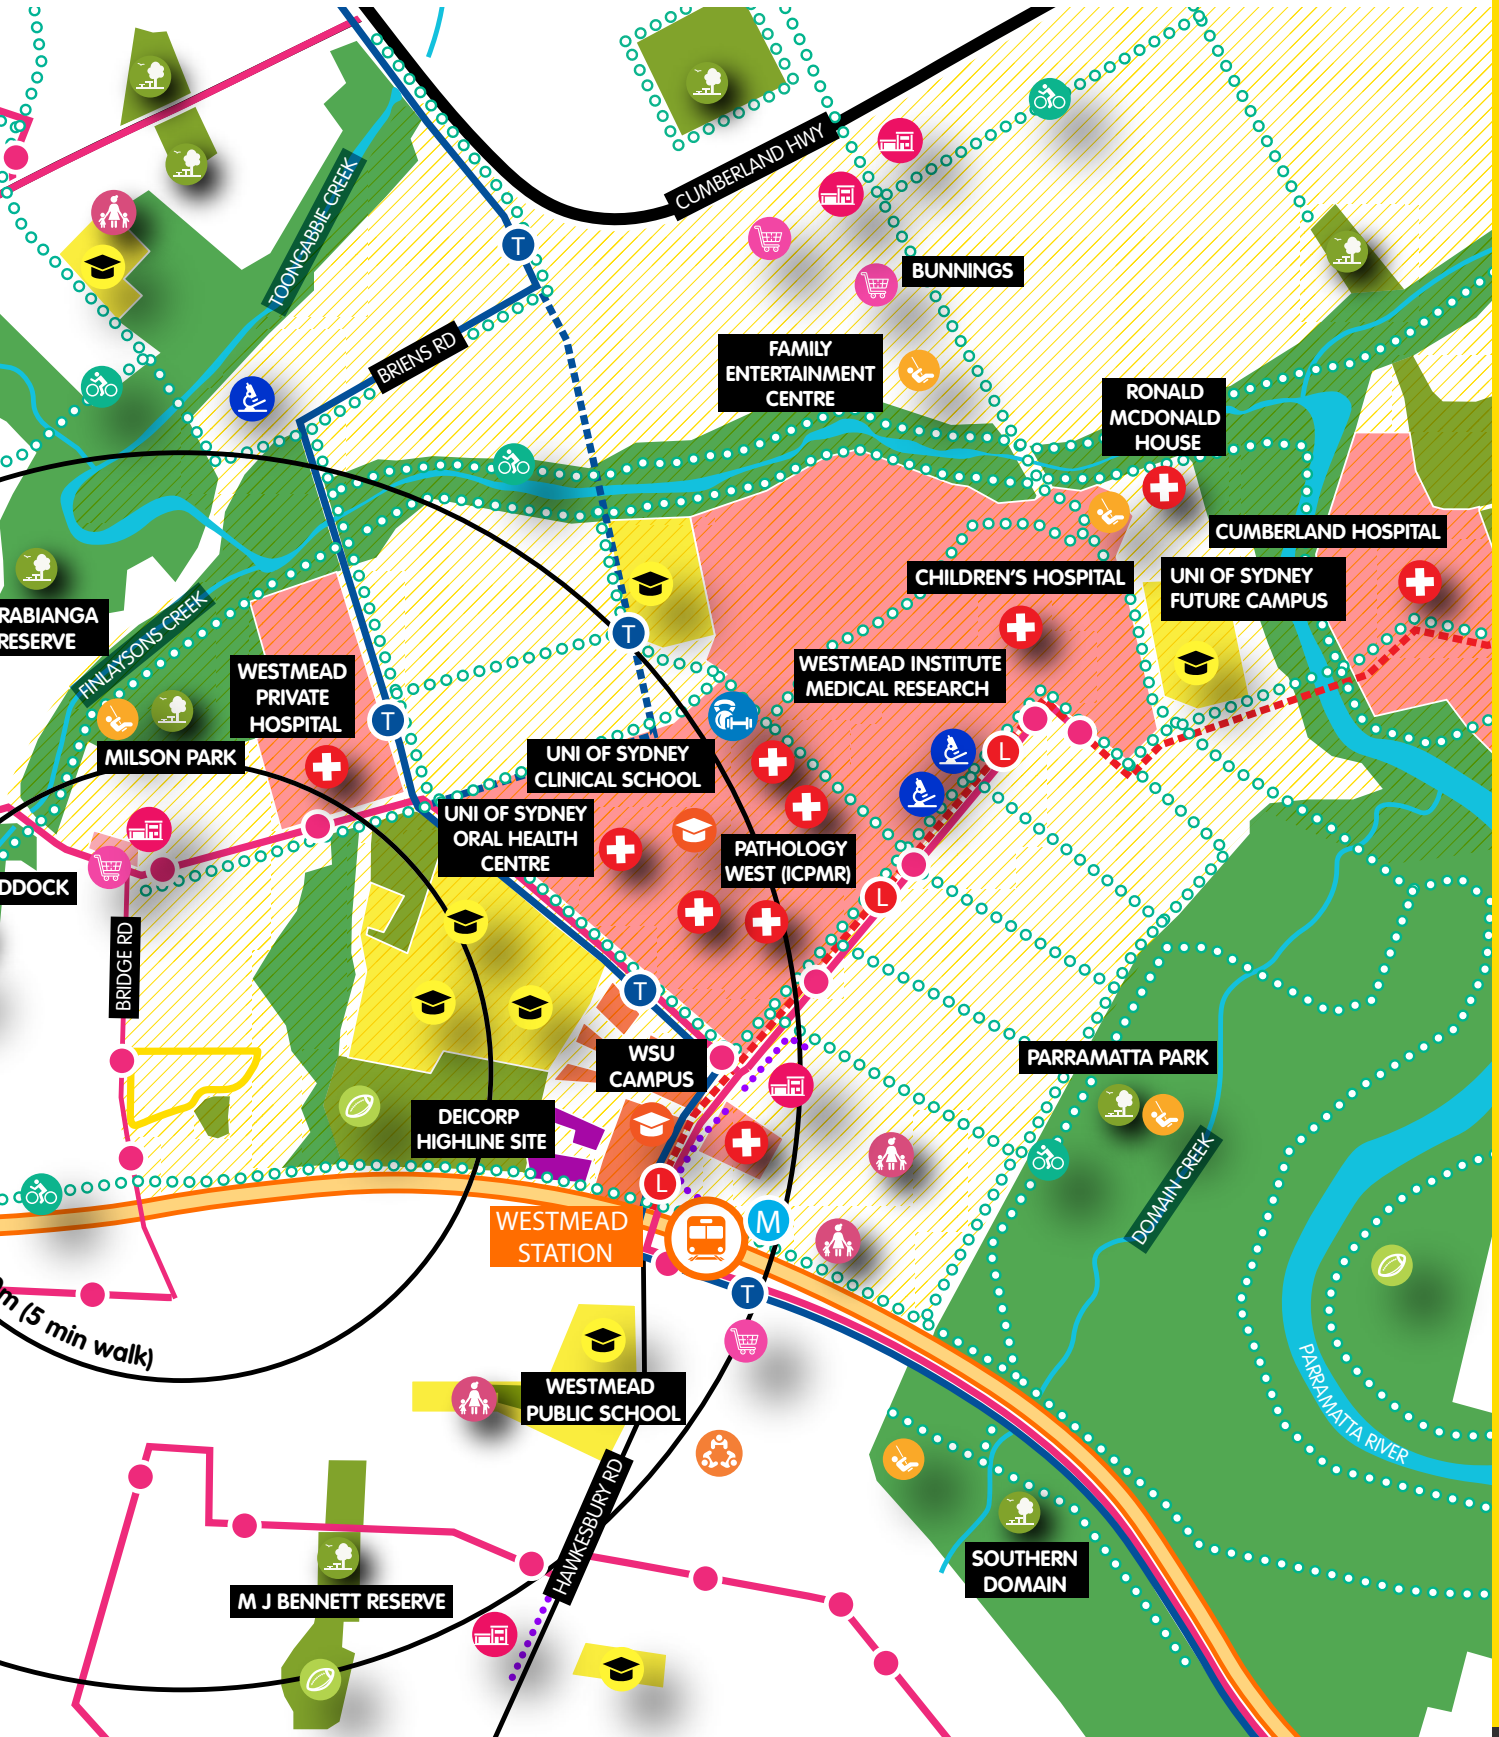 CUMBERLAND HWY
TOONGABBIE CREEK
T
BUNNINGS
BRIENS RD
FAMILY
ENTERTAINMENT
CENTRE
RONALD
MCDONALD
HOUSE
CUMBERLAND HOSPITAL
CHILDREN'S HOSPITAL
UNI OF SYDNEY
FUTURE CAMPUS
RABIANGA
RESERVE
FINLAYSONS CREEK
T
WESTMEAD
PRIVATE
HOSPITAL
WESTMEAD INSTITUTE
MEDICAL RESEARCH
T
MILSON PARK
UNI OF SYDNEY
CLINICAL SCHOOL
L
UNI OF SYDNEY
ORAL HEALTH
CENTRE
PATHOLOGY
WEST (ICPMR)
DDOCK
L
BRIDGE RD
T
WSU
CAMPUS
PARRAMATTA PARK
DEICORP
HIGHLINE SITE
DOMAIN CREEK
L
WESTMEAD
STATION
M
T
m (5 min walk)
PARRAMATTA RIVER
WESTMEAD
PUBLIC SCHOOL
HAWKESBURY RD
SOUTHERN
DOMAIN
M J BENNETT RESERVE